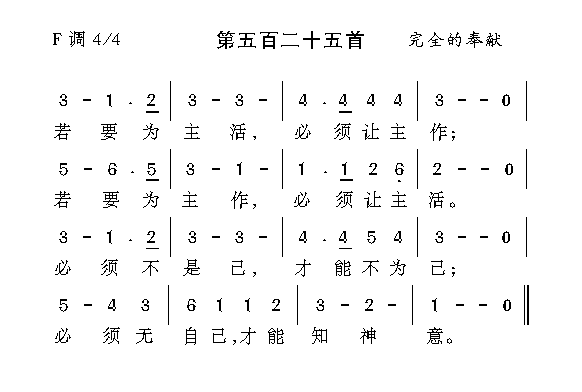 F 调 4/4 第五百二十五首 完全的奉献
3 - 1 . 2 | 3 - 3 - | 4 . 4 4 4 | 3 - - 0 |
若 要 为 主 活， 必 须 让 主 作；
5 - 6 . 5 | 3 - 1 - | 1 . 1 2 6 | 2 - - 0 |
若 要 为 主 作， 必 须 让 主 活。
3 - 1 . 2 | 3 - 3 - | 4 . 4 5 4 | 3 - - 0 |
必 须 不 是 己， 才 能 不 为 己；
5 - 4 3 | 6 1 1 2 | 3 - 2 - | 1 - - 0 ‖
必 须 无 自 己,才 能 知 神 意。